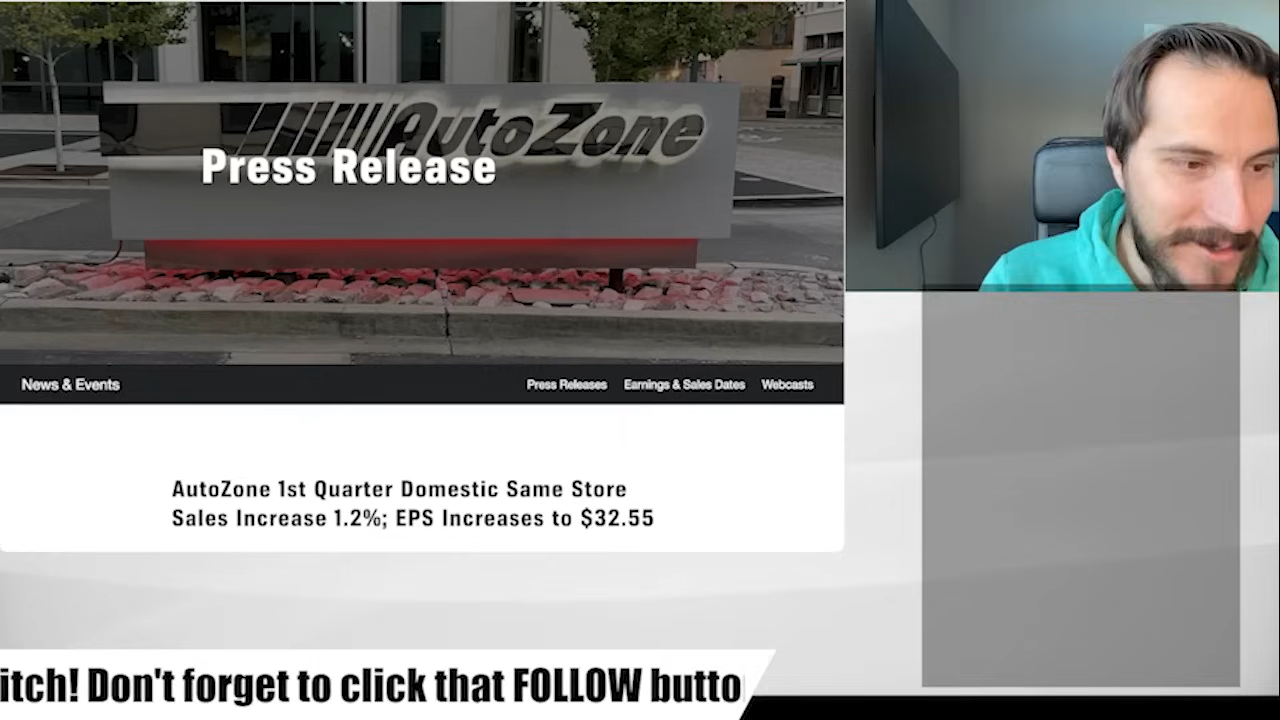 AutoZone
Press Release
News & Events
Press Releases
Earnings & Sales Dates
Webcasts
AutoZone 1st Quarter Domestic Same Store
Sales Increase 1.2%; EPS Increases to $32.55
itch! Don't forget to click that FOLLOW butto